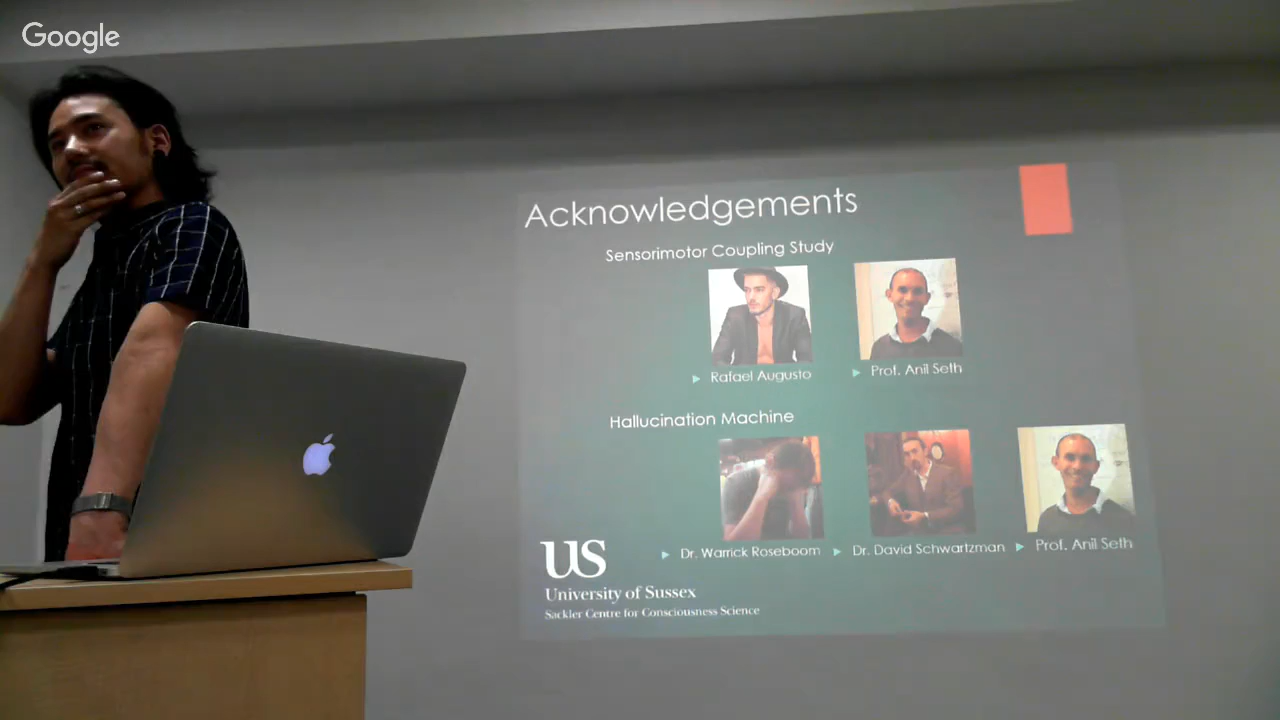 Google
Acknowledgements
Sensorimotor Coupling Study
Rafael Augusto
Prof. Anil Seth
Hallucination Machine
Dr. Warrick Roseboom
Dr. David Schwartzman
Prof. Anil Seth
US
University of Sussex
Sackler Centre for Consciousness Science